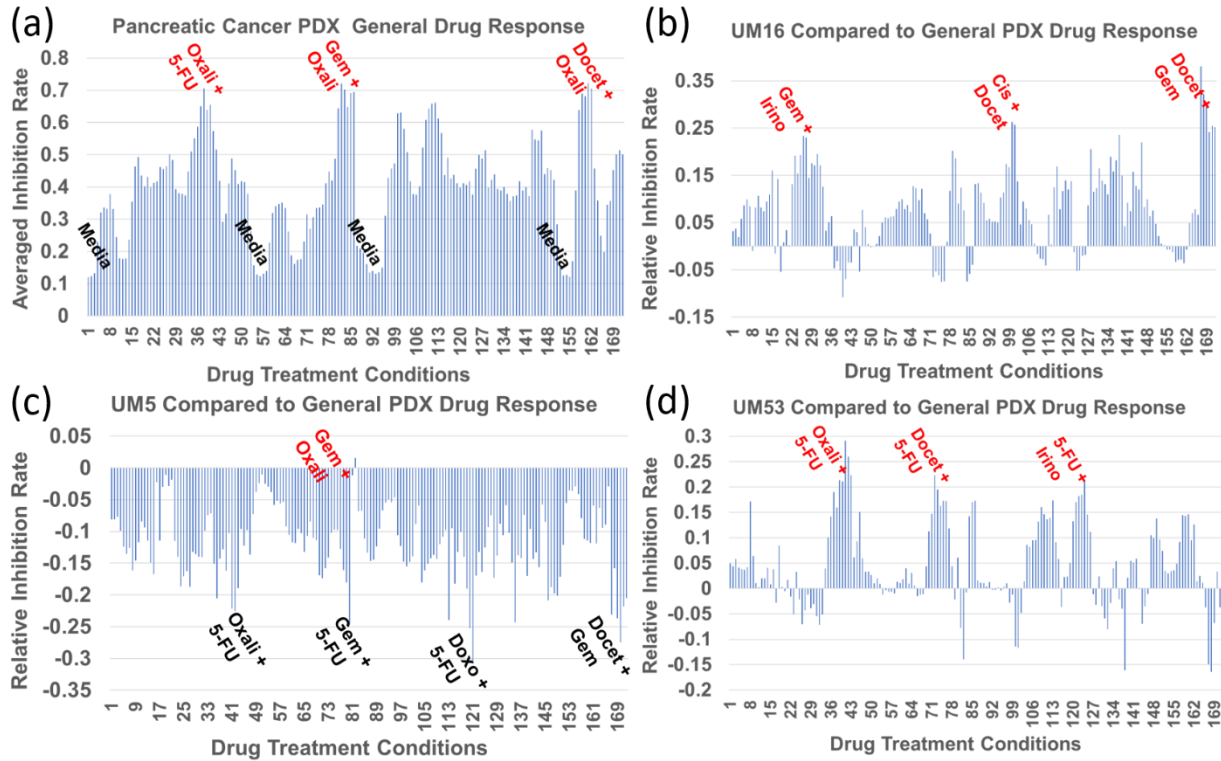 (a)
Pancreatic Cancer PDX General Drug Response
Averaged Inhibition Rate
0.8
0.7
0.6
0.5
0.4
0.3
0.2
0.1
0
Oxali +
5-FU
Gem +
Oxali
Docet +
Oxali
Media
Media
Media
Media
1 8 15 22 29 36 43 50 57 64 71 78 85 92 99 106 113 120 127 134 141 148 155 162 169
Drug Treatment Conditions
(b)
UM16 Compared to General PDX Drug Response
Relative Inhibition Rate
0.35
0.25
0.15
0.05
-0.05
-0.15
Gem +
Irino
Cis +
Docet
Docet +
Gem
1 8 15 22 29 36 43 50 57 64 71 78 85 92 99 106 113 120 127 134 141 148 155 162 169
Drug Treatment Conditions
(c)
UM5 Compared to General PDX Drug Response
Relative Inhibition Rate
0.05
0
-0.05
-0.1
-0.15
-0.2
-0.25
-0.3
-0.35
Gem +
Oxali
Oxali +
5-FU
Gem +
5-FU
Doxo +
5-FU
Docet +
Gem
1 9 17 25 33 41 49 57 65 73 81 89 97 105 113 121 129 137 145 153 161 169
Drug Treatment Conditions
(d)
UM53 Compared to General PDX Drug Response
Relative Inhibition Rate
0.3
0.25
0.2
0.15
0.1
0.05
0
-0.05
-0.1
-0.15
-0.2
Oxali +
5-FU
Docet +
5-FU
5-FU +
Irino
1 8 15 22 29 36 43 50 57 64 71 78 85 92 99 106 113 120 127 134 141 148 155 162 169
Drug Treatment Conditions